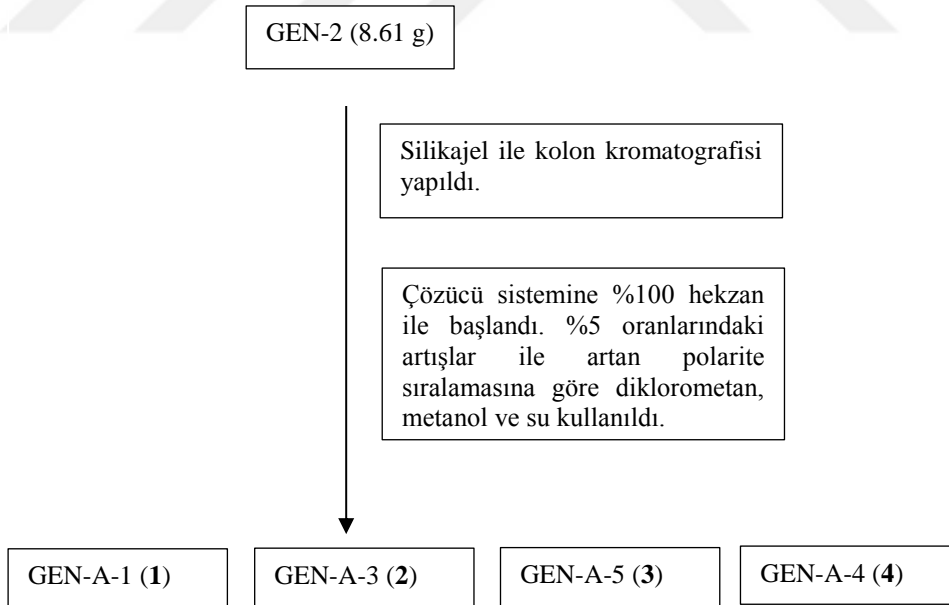 GEN-2 (8.61 g)
Silikajel ile kolon kromatografisi
yapıldı.
Çözücü sistemine %100 hekzan
ile başlandı. %5 oranlarındaki
artışlar ile artan polarite
sıralamasına göre diklorometan,
metanol ve su kullanıldı.
GEN-A-1 (1)
GEN-A-3 (2)
GEN-A-5 (3)
GEN-A-4 (4)